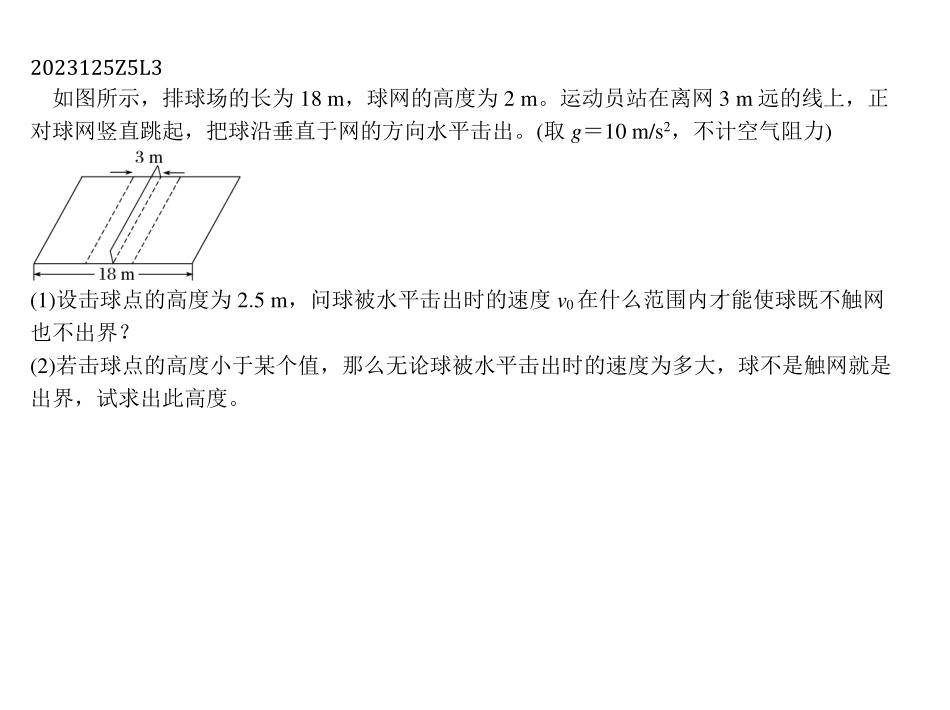 2023125Z5L3
如图所示，排球场的长为 18 m，球网的高度为 2 m。运动员站在离网 3 m 远的线上，正
对球网竖直跳起，把球沿垂直于网的方向水平击出。(取 g＝10 m/s²，不计空气阻力)
3 m
18 m
(1)设击球点的高度为 2.5 m，问球被水平击出时的速度 v₀ 在什么范围内才能使球既不触网
也不出界？
(2)若击球点的高度小于某个值，那么无论球被水平击出时的速度为多大，球不是触网就是
出界，试求出此高度。